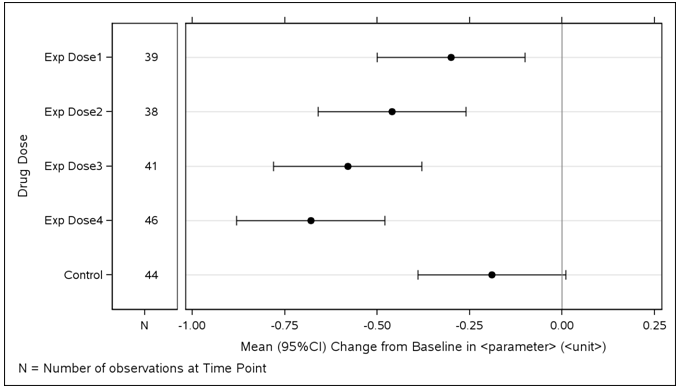 Drug Dose
Exp Dose1 39
Exp Dose2 38
Exp Dose3 41
Exp Dose4 46
Control 44
N -1.00 -0.75 -0.50 -0.25 0.00 0.25
Mean (95%CI) Change from Baseline in <parameter> (<unit>)
N = Number of observations at Time Point